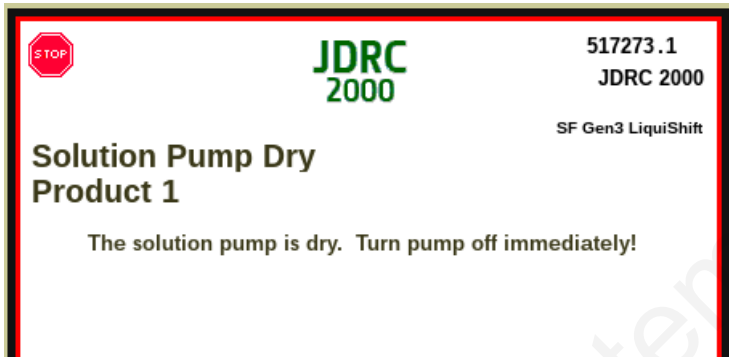 STOP
JDRC
2000
517273.1
JDRC 2000
SF Gen3 LiquiShift
Solution Pump Dry
Product 1
The solution pump is dry. Turn pump off immediately!